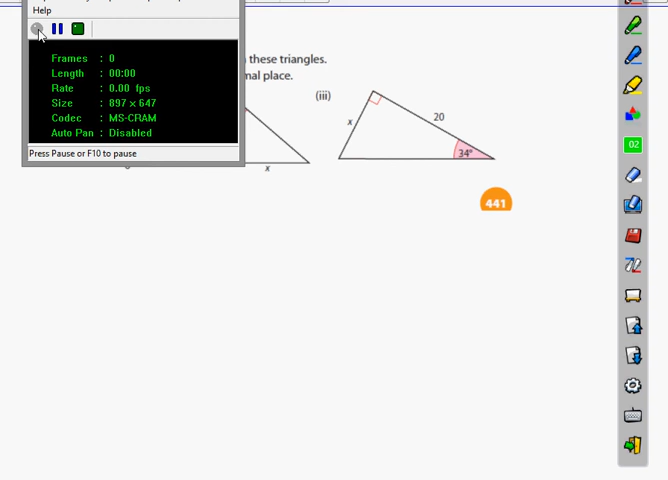 Help
Frames : 0
Length : 00:00
Rate : 0.00 fps
Size : 897 x 647
Codec : MS-CRAM
Auto Pan : Disabled
Press Pause or F10 to pause
these triangles.
nal place.
(iii)
x
20
34°
x
441
02